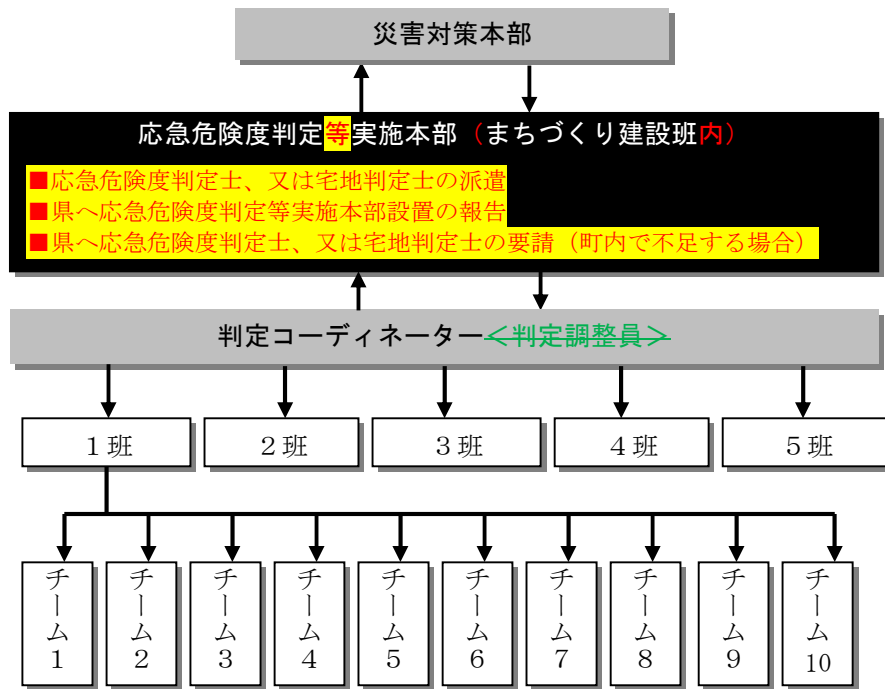 災害対策本部
応急危険度判定等実施本部（まちづくり建設班内）
■応急危険度判定士、又は宅地判定士の派遣
■県へ応急危険度判定等実施本部設置の報告
■県へ応急危険度判定士、又は宅地判定士の要請（町内で不足する場合）
判定コーディネーター＜判定調整員＞
１班
２班
３班
４班
５班
チーム１
チーム２
チーム３
チーム４
チーム５
チーム６
チーム７
チーム８
チーム９
チーム10